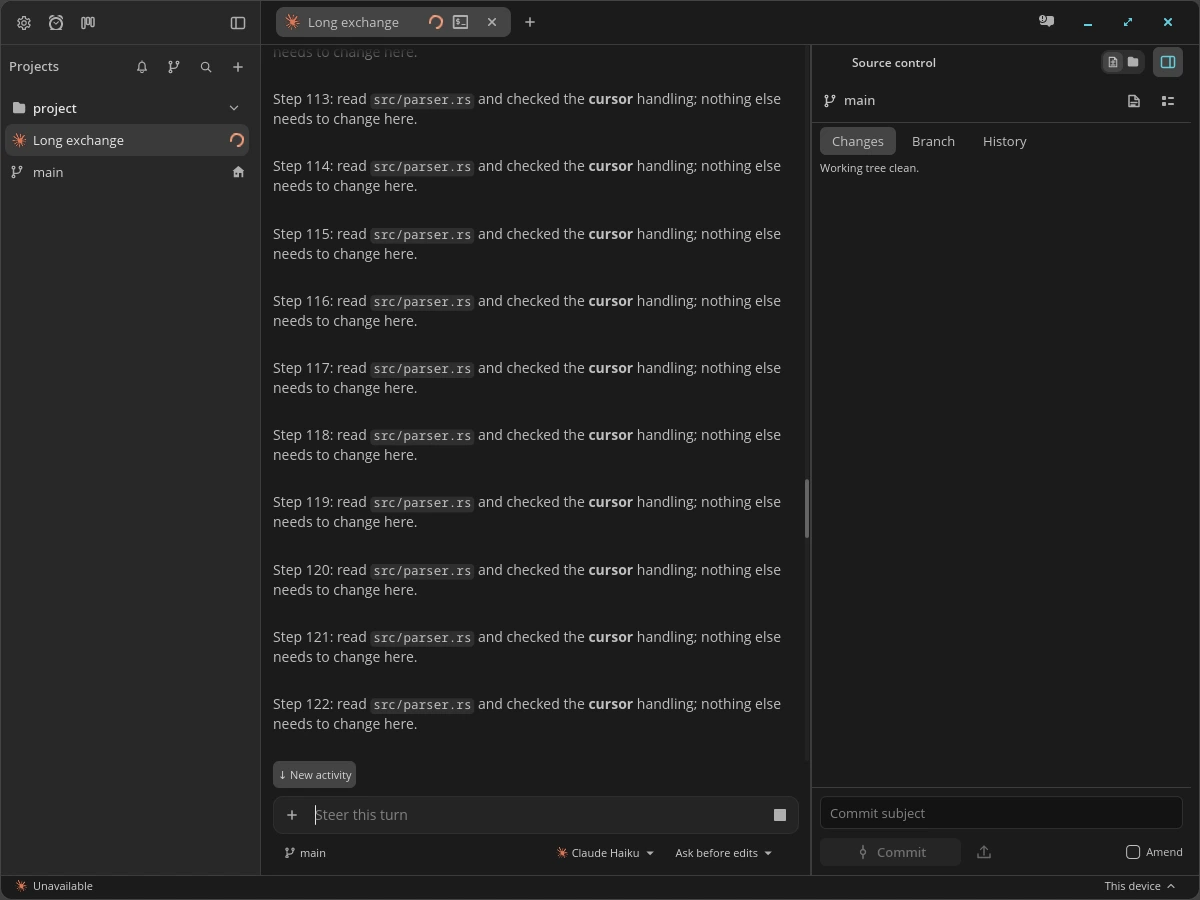 Long exchange
Projects
project
Long exchange
main
needs to change here.
Step 113: read src/parser.rs and checked the cursor handling; nothing else
needs to change here.
Step 114: read src/parser.rs and checked the cursor handling; nothing else
needs to change here.
Step 115: read src/parser.rs and checked the cursor handling; nothing else
needs to change here.
Step 116: read src/parser.rs and checked the cursor handling; nothing else
needs to change here.
Step 117: read src/parser.rs and checked the cursor handling; nothing else
needs to change here.
Step 118: read src/parser.rs and checked the cursor handling; nothing else
needs to change here.
Step 119: read src/parser.rs and checked the cursor handling; nothing else
needs to change here.
Step 120: read src/parser.rs and checked the cursor handling; nothing else
needs to change here.
Step 121: read src/parser.rs and checked the cursor handling; nothing else
needs to change here.
Step 122: read src/parser.rs and checked the cursor handling; nothing else
needs to change here.
↓ New activity
Steer this turn
main
Claude Haiku
Ask before edits
Source control
main
Changes Branch History
Working tree clean.
Commit subject
Commit
Amend
Unavailable
This device